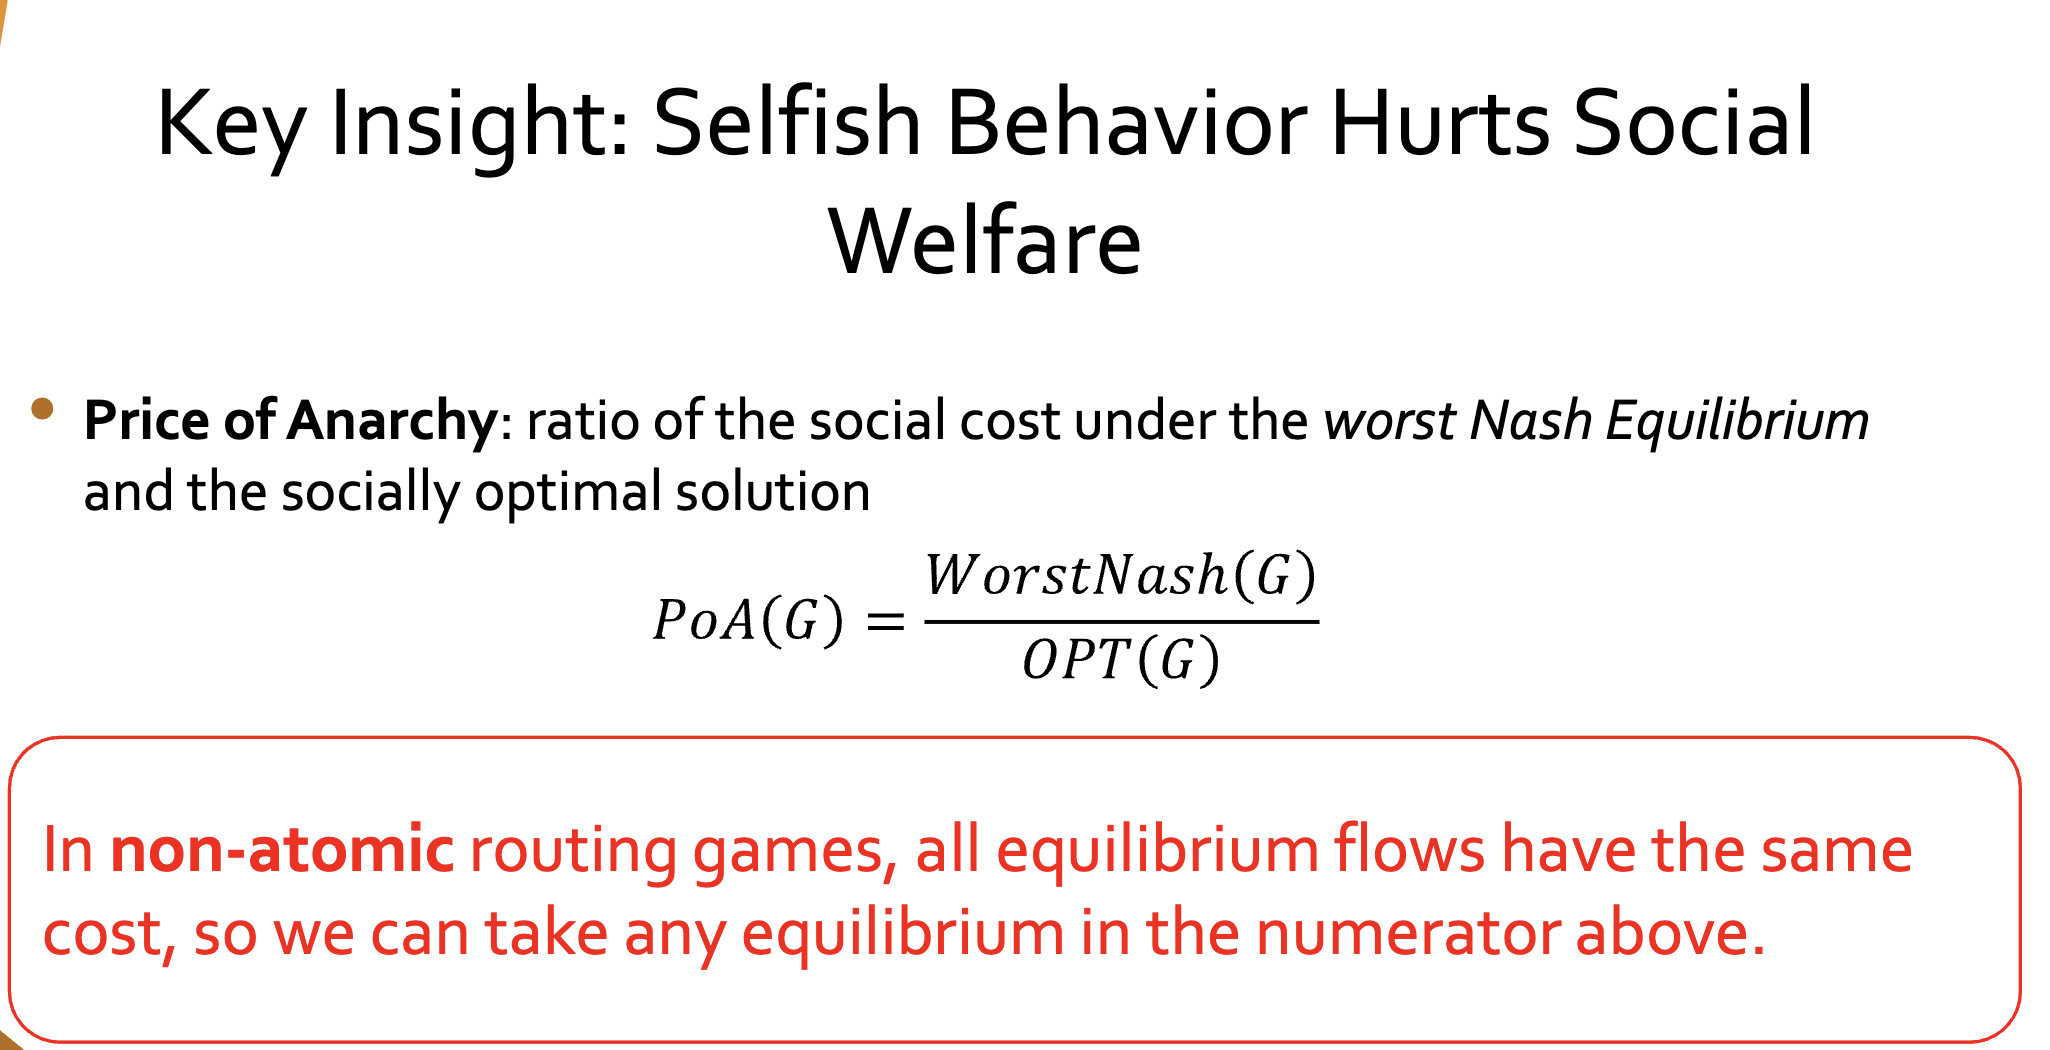 Key Insight: Selfish Behavior Hurts Social
Welfare
• Price of Anarchy: ratio of the social cost under the worst Nash Equilibrium
and the socially optimal solution
PoA(G) = WorstNash(G) / OPT(G)
In non-atomic routing games, all equilibrium flows have the same
cost, so we can take any equilibrium in the numerator above.